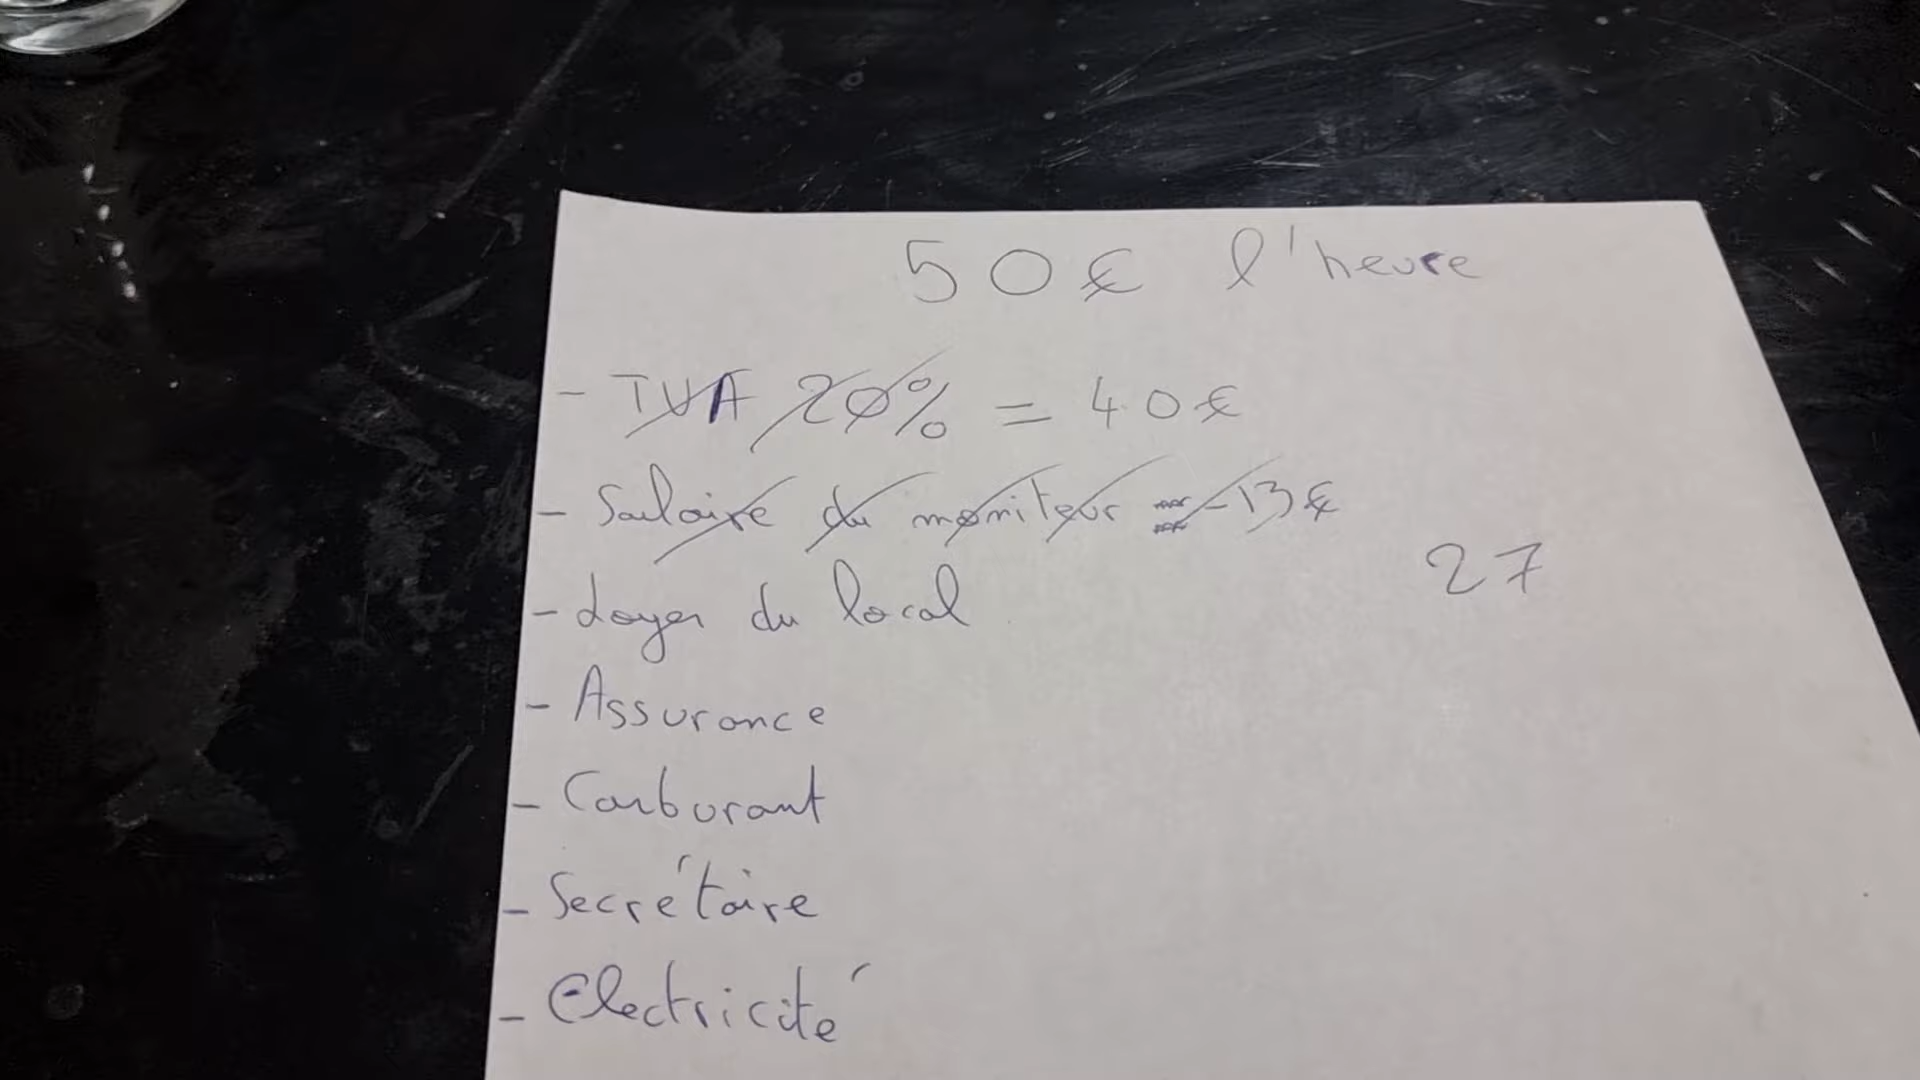 50€ l'heure
- TVA 20% = 40€
- Salaire du moniteur = -13€
27
- Loyer du local
- Assurance
- Carburant
- Secrétaire
- Electricité